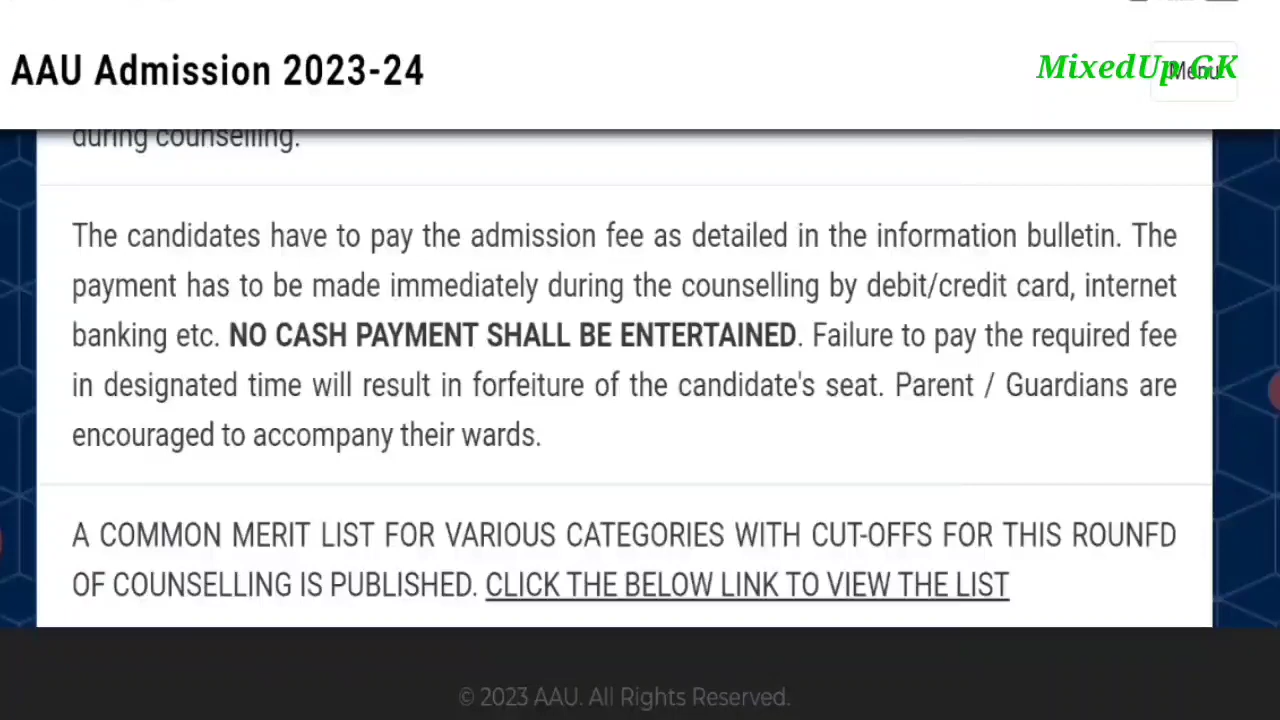 AAU Admission 2023-24
MixedUp GK
Menu
during counselling.
The candidates have to pay the admission fee as detailed in the information bulletin. The
payment has to be made immediately during the counselling by debit/credit card, internet
banking etc. NO CASH PAYMENT SHALL BE ENTERTAINED. Failure to pay the required fee
in designated time will result in forfeiture of the candidate's seat. Parent / Guardians are
encouraged to accompany their wards.
A COMMON MERIT LIST FOR VARIOUS CATEGORIES WITH CUT-OFFS FOR THIS ROUNFD
OF COUNSELLING IS PUBLISHED. CLICK THE BELOW LINK TO VIEW THE LIST
© 2023 AAU. All Rights Reserved.